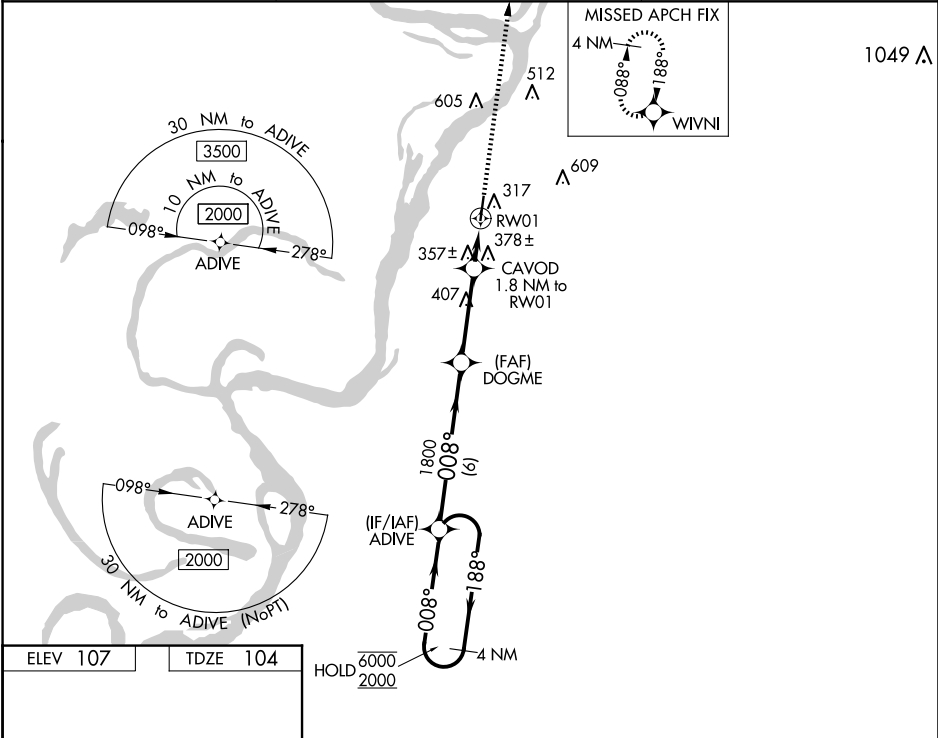 MISSED APCH FIX
4 NM
088°
188°
WIVNI
1049
512
605
609
317
RW01
378±
357±
CAVOD
1.8 NM to
RW01
407
(FAF)
DOGME
1800
008°
(6)
(IF/IAF)
ADIVE
188°
008°
4 NM
HOLD
6000
2000
30 NM to ADIVE
3500
10 NM to ADIVE
2000
098°
278°
ADIVE
098°
278°
ADIVE
2000
30 NM to ADIVE (NoPT)
ELEV 107
TDZE 104